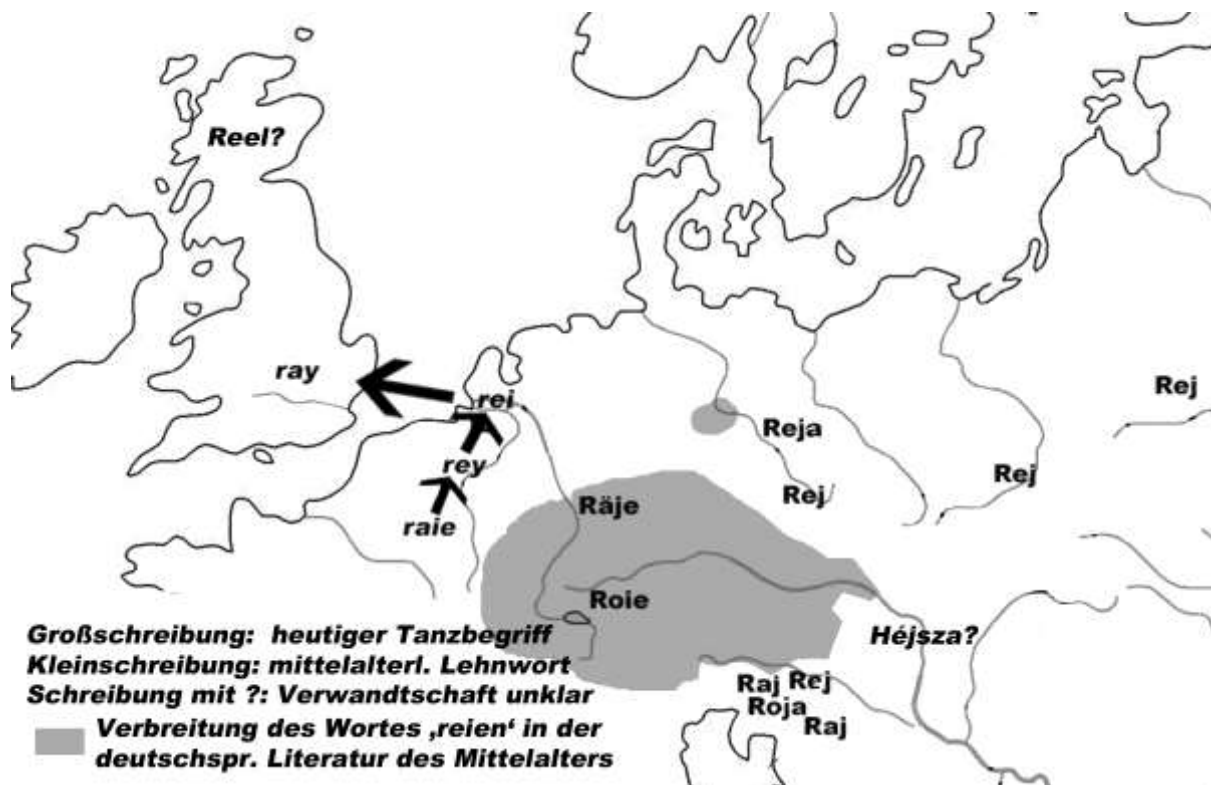 Reel?
ray
rei
rey
raie
Reja
Rej
Rej
Rej
Räje
Roie
Héjsza?
Raj Rej
Roja
Raj
Großschreibung: heutiger Tanzbegriff
Kleinschreibung: mittelalterl. Lehnwort
Schreibung mit ?: Verwandtschaft unklar
Verbreitung des Wortes ‚reien‘ in der
deutschspr. Literatur des Mittelalters